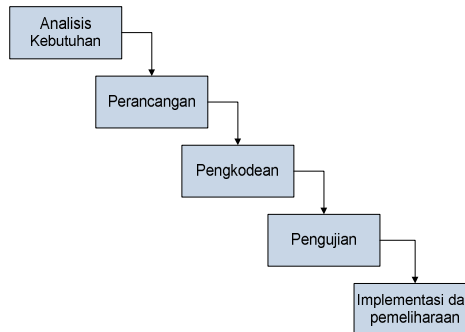 Analisis
Kebutuhan
Perancangan
Pengkodean
Pengujian
Implementasi da
pemeliharaan